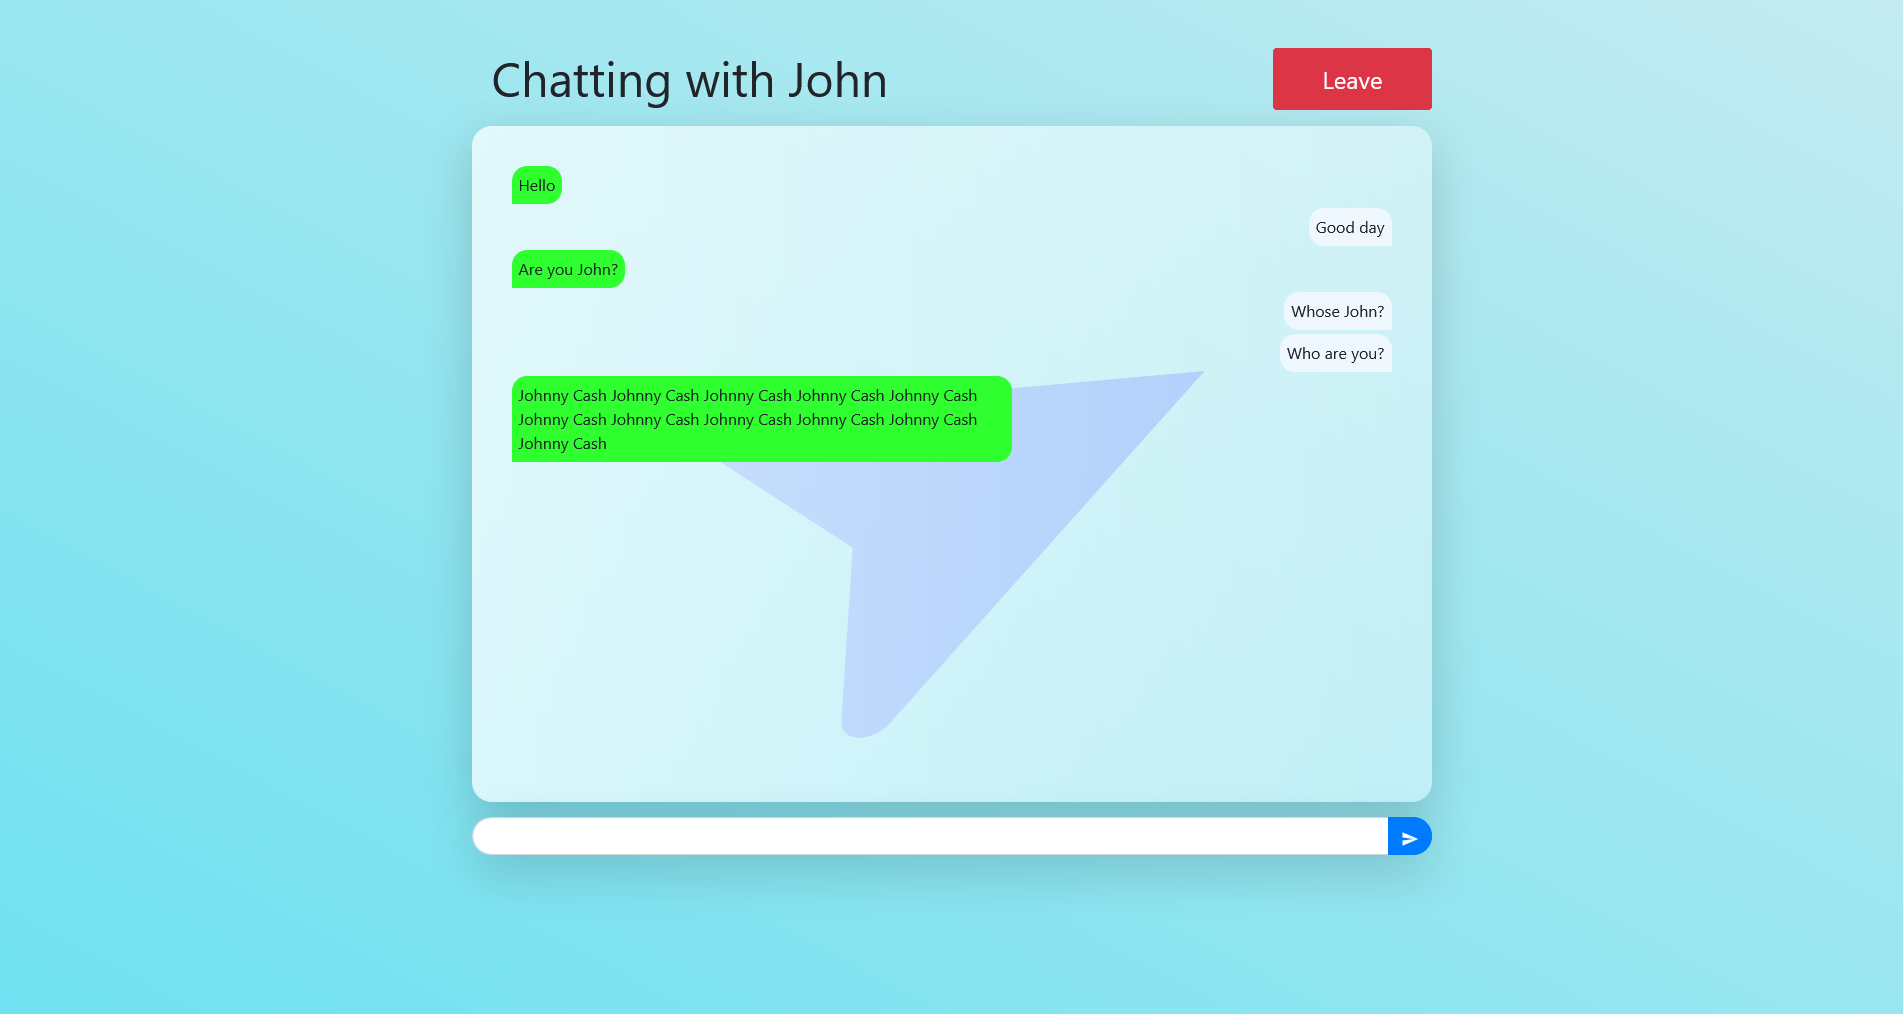 Chatting with John
Leave
Hello
Good day
Are you John?
Whose John?
Who are you?
Johnny Cash Johnny Cash Johnny Cash Johnny Cash Johnny Cash
Johnny Cash Johnny Cash Johnny Cash Johnny Cash Johnny Cash
Johnny Cash